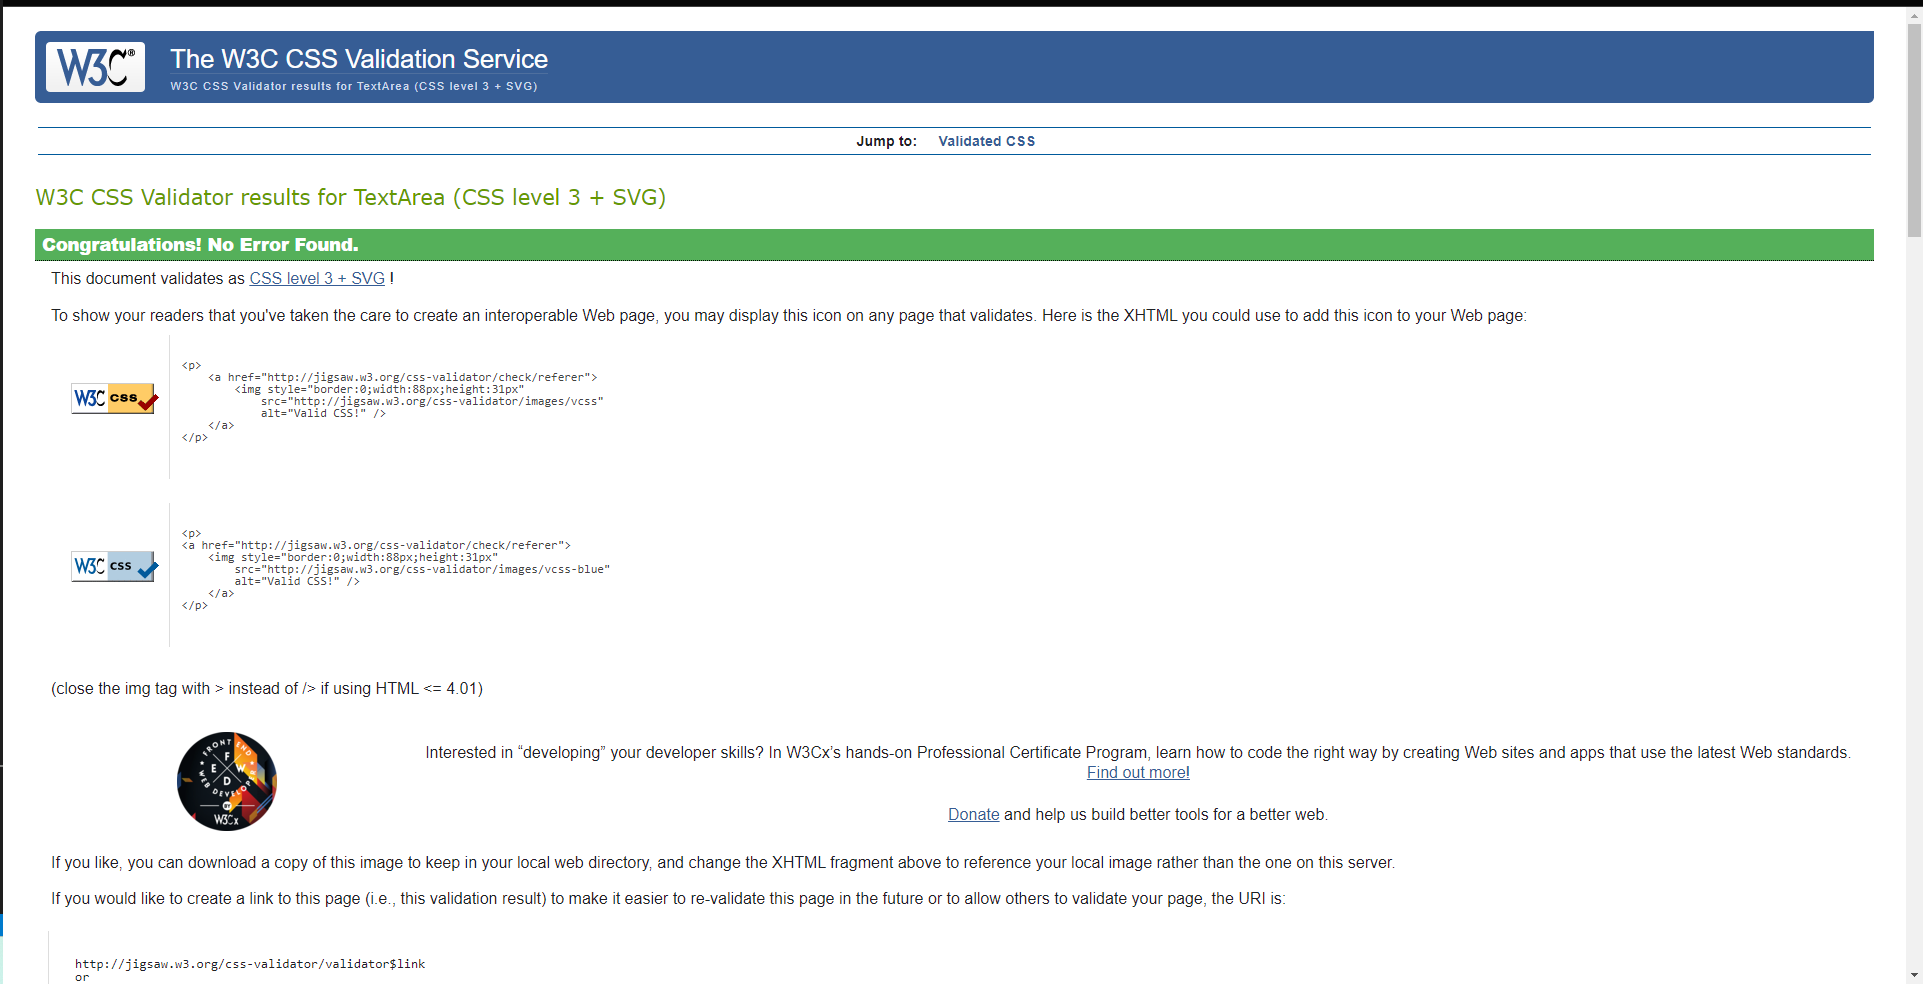 W3C®
The W3C CSS Validation Service
W3C CSS Validator results for TextArea (CSS level 3 + SVG)
Jump to: Validated CSS
W3C CSS Validator results for TextArea (CSS level 3 + SVG)
Congratulations! No Error Found.
This document validates as CSS level 3 + SVG !
To show your readers that you've taken the care to create an interoperable Web page, you may display this icon on any page that validates. Here is the XHTML you could use to add this icon to your Web page:
W3C css
<p>
    <a href="http://jigsaw.w3.org/css-validator/check/referer">
        <img style="border:0;width:88px;height:31px"
            src="http://jigsaw.w3.org/css-validator/images/vcss"
            alt="Valid CSS!" />
    </a>
</p>
W3C css
<p>
<a href="http://jigsaw.w3.org/css-validator/check/referer">
    <img style="border:0;width:88px;height:31px"
        src="http://jigsaw.w3.org/css-validator/images/vcss-blue"
        alt="Valid CSS!" />
    </a>
</p>
(close the img tag with > instead of /> if using HTML <= 4.01)
FRONT END
F
E W
D
WEB DEVELOPER
BY
W3Cx
Interested in “developing” your developer skills? In W3Cx’s hands-on Professional Certificate Program, learn how to code the right way by creating Web sites and apps that use the latest Web standards.
Find out more!
Donate and help us build better tools for a better web.
If you like, you can download a copy of this image to keep in your local web directory, and change the XHTML fragment above to reference your local image rather than the one on this server.
If you would like to create a link to this page (i.e., this validation result) to make it easier to re-validate this page in the future or to allow others to validate your page, the URI is:
http://jigsaw.w3.org/css-validator/validator$link
or